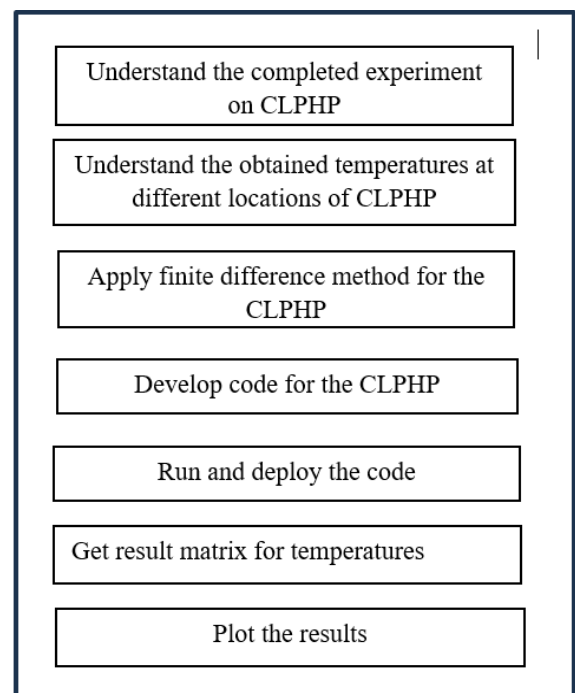 Understand the completed experiment
on CLPHP
Understand the obtained temperatures at
different locations of CLPHP
Apply finite difference method for the
CLPHP
Develop code for the CLPHP
Run and deploy the code
Get result matrix for temperatures
Plot the results